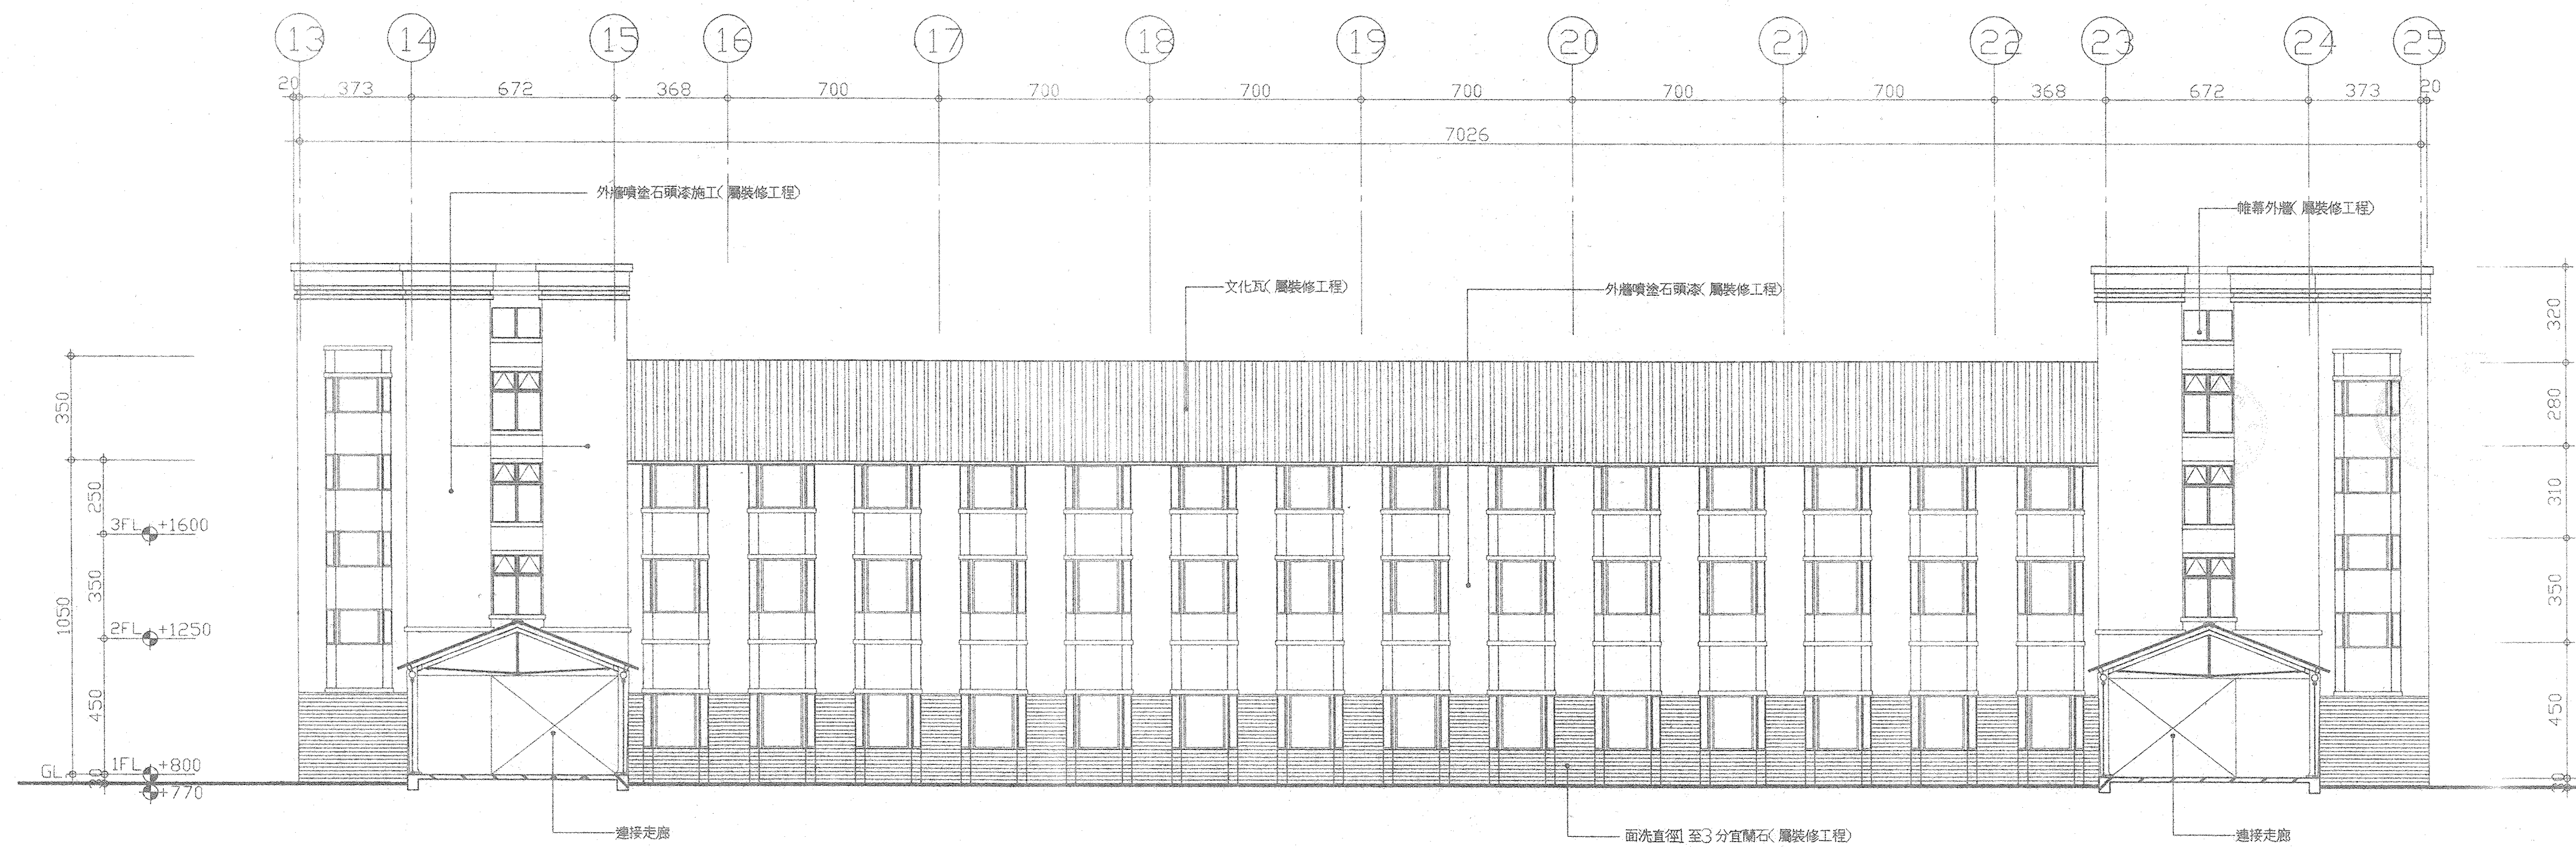 13 14 15 16 17 18 19 20 21 22 23 24 25
20 373 672 368 700 700 700 700 700 700 368 672 373 20
7026
外牆噴塗石頭漆施工(屬裝修工程)
帷幕外牆(屬裝修工程)
文化瓦(屬裝修工程)
外牆噴塗石頭漆(屬裝修工程)
320
350
280
250
310
3FL +1600
350
1050
350
2FL +1250
450
450
1FL +800
GL
+770
連接走廊
面洗直徑1至3分宜蘭石(屬裝修工程)
連接走廊